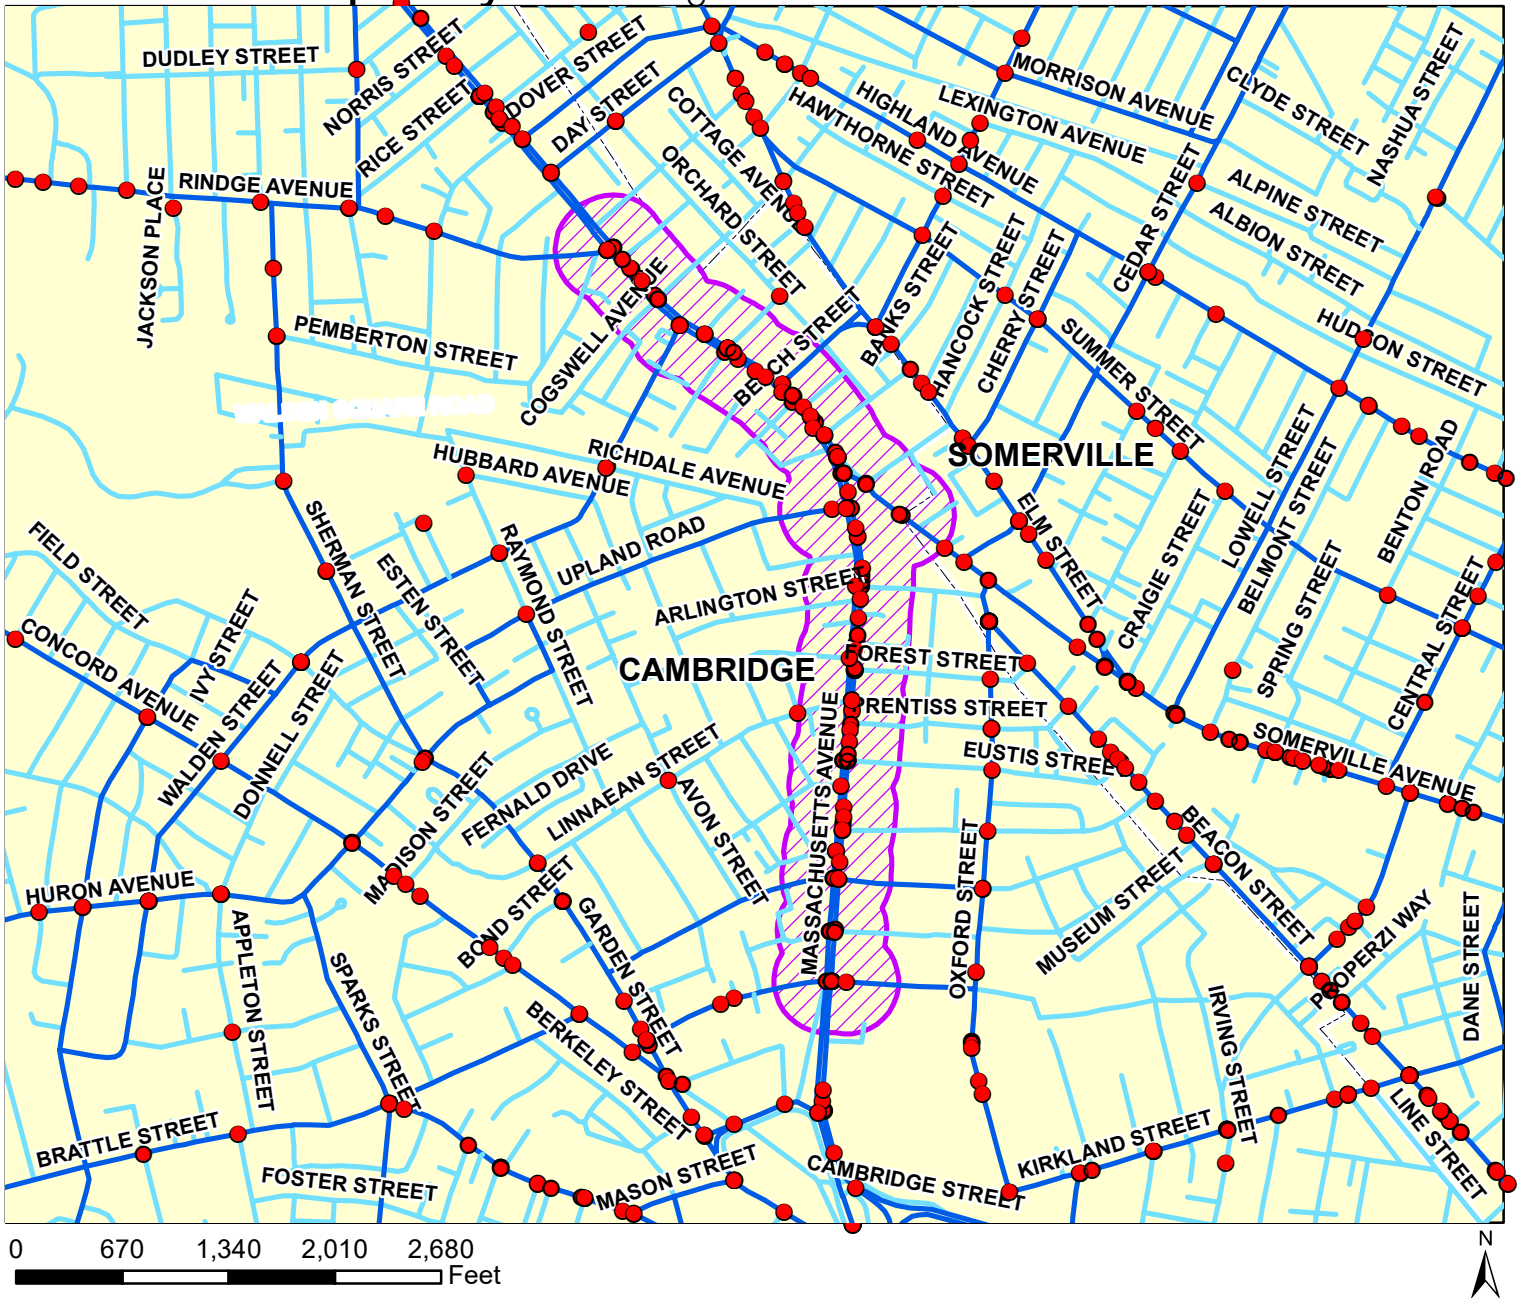 DUDLEY STREET
NORRIS STREET
DOVER STREET
RICE STREET
DAY STREET
COTTAGE AVENUE
HAWTHORNE STREET
HIGHLAND AVENUE
LEXINGTON AVENUE
MORRISON AVENUE
CLYDE STREET
NASHUA STREET
RINDGE AVENUE
JACKSON PLACE
ORCHARD STREET
CEDAR STREET
ALPINE STREET
ALBION STREET
PEMBERTON STREET
COGSWELL AVENUE
BEECH STREET
BANKS STREET
HANCOCK STREET
CHERRY STREET
SUMMER STREET
HUDSON STREET
HUBBARD AVENUE
RICHDALE AVENUE
SOMERVILLE
LOWELL STREET
BELMONT STREET
BENTON ROAD
FIELD STREET
SHERMAN STREET
ESTEN STREET
RAYMOND STREET
UPLAND ROAD
ARLINGTON STREET
ELM STREET
CRAIGIE STREET
SPRING STREET
CENTRAL STREET
CONCORD AVENUE
IVY STREET
WALDEN STREET
DONNELL STREET
CAMBRIDGE
FOREST STREET
PRENTISS STREET
EUSTIS STREE
SOMERVILLE AVENUE
MADISON STREET
FERNALD DRIVE
LINNAEAN STREET
AVON STREET
MASSACHUSETTS AVENUE
OXFORD STREET
BEACON STREET
MUSEUM STREET
HURON AVENUE
APPLETON STREET
SPARKS STREET
BOND STREET
GARDEN STREET
BERKELEY STREET
PROPERZI WAY
DANE STREET
IRVING STREET
LINE STREET
BRATTLE STREET
FOSTER STREET
MASON STREET
CAMBRIDGE STREET
KIRKLAND STREET
0 670 1,340 2,010 2,680
Feet
N